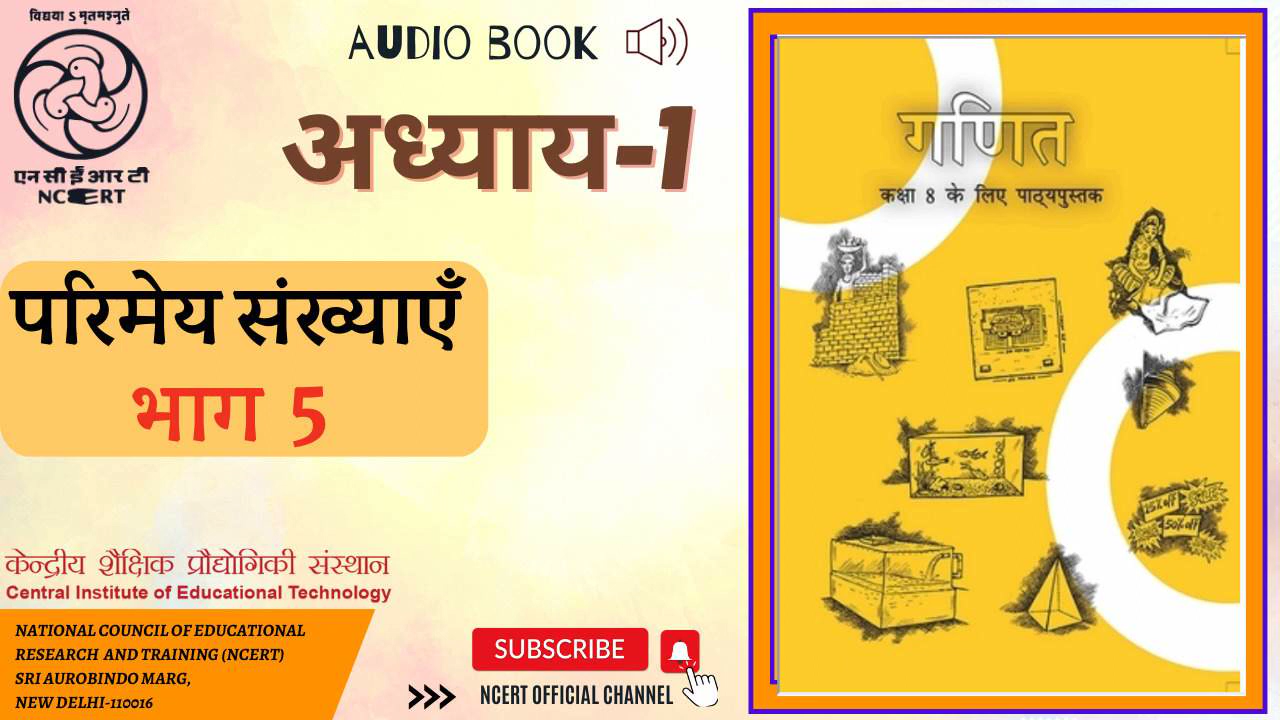 विद्यया ऽ मृतमश्नुते
एन सी ई आर टी
NCERT
AUDIO BOOK
अध्याय-1
परिमेय संख्याएँ
भाग 5
केन्द्रीय शैक्षिक प्रौद्योगिकी संस्थान
Central Institute of Educational Technology
NATIONAL COUNCIL OF EDUCATIONAL
RESEARCH AND TRAINING (NCERT)
SRI AUROBINDO MARG,
NEW DELHI-110016
SUBSCRIBE
NCERT OFFICIAL CHANNEL
गणित
कक्षा 8 के लिए पाठ्यपुस्तक
50% off